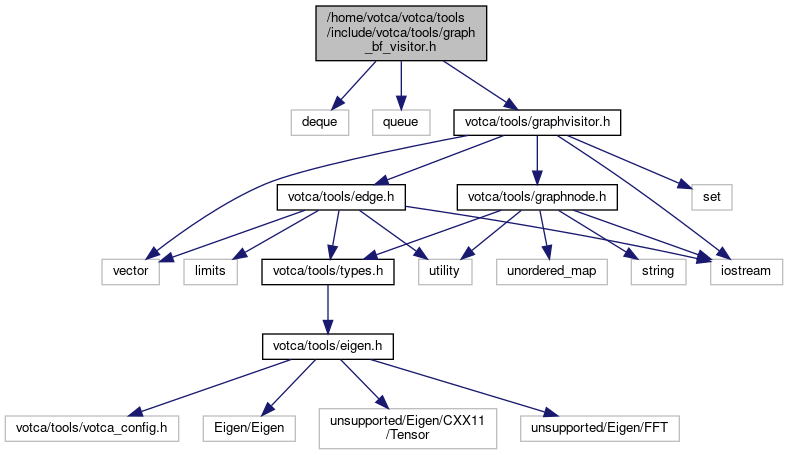 /home/votca/votca/tools
/include/votca/tools/graph
_bf_visitor.h
deque
queue
votca/tools/graphvisitor.h
votca/tools/edge.h
votca/tools/graphnode.h
set
vector
limits
votca/tools/types.h
utility
unordered_map
string
iostream
votca/tools/eigen.h
votca/tools/votca_config.h
Eigen/Eigen
unsupported/Eigen/CXX11
/Tensor
unsupported/Eigen/FFT